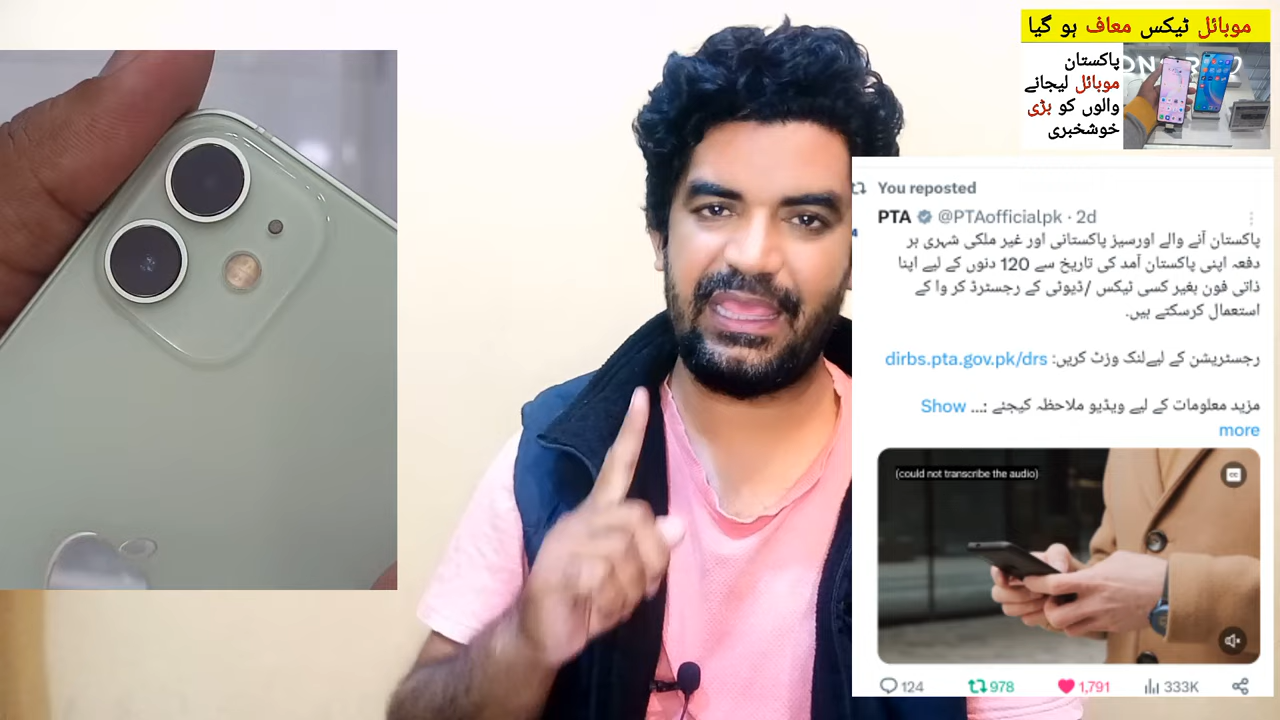 موبائل ٹیکس معاف ہو گیا
پاکستان
موبائل لیجانے
والوں کو بڑی
خوشخبری
You reposted
PTA @PTAofficialpk · 2d
پاکستان آنے والے اورسیز پاکستانی اور غیر ملکی شہری ہر
دفعہ اپنی پاکستان آمد کی تاریخ سے 120 دنوں کے لیے اپنا
ذاتی فون بغیر کسی ٹیکس /ڈیوٹی کے رجسٹرڈ کر وا کے
استعمال کرسکتے ہیں.
رجسٹریشن کے لیےلنک وزٹ کریں: dirbs.pta.gov.pk/drs
مزید معلومات کے لیے ویڈیو ملاحظہ کیجئے :... Show
more
(could not transcribe the audio)
CC
124 978 1,791 333K